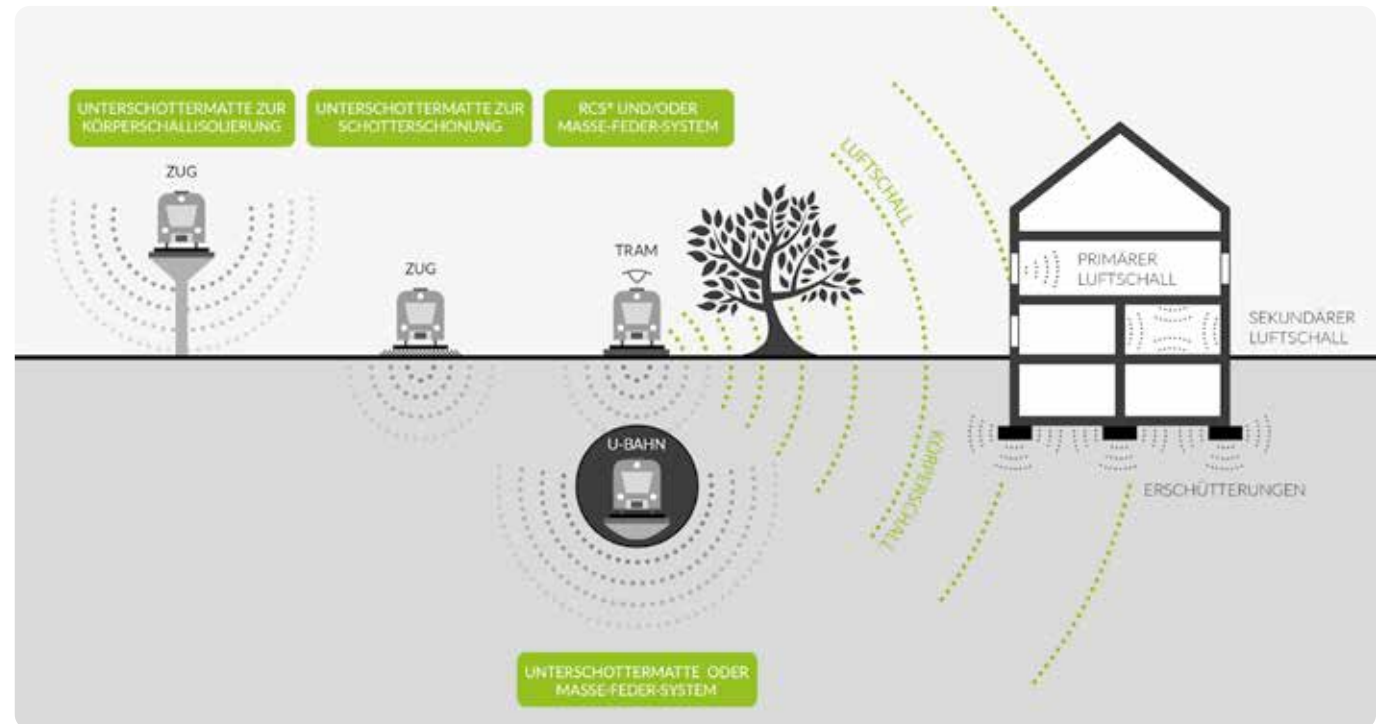 UNTERSCHOTTERMATTE ZUR
KÖRPERSCHALLISOLIERUNG
UNTERSCHOTTERMATTE ZUR
SCHOTTERSCHONUNG
RCS® UND/ODER
MASSE-FEDER-SYSTEM
ZUG
ZUG
TRAM
LUFTSCHALL
PRIMÄRER
LUFTSCHALL
SEKUNDÄRER
LUFTSCHALL
U-BAHN
KÖRPERSCHALL
ERSCHÜTTERUNGEN
UNTERSCHOTTERMATTE ODER
MASSE-FEDER-SYSTEM